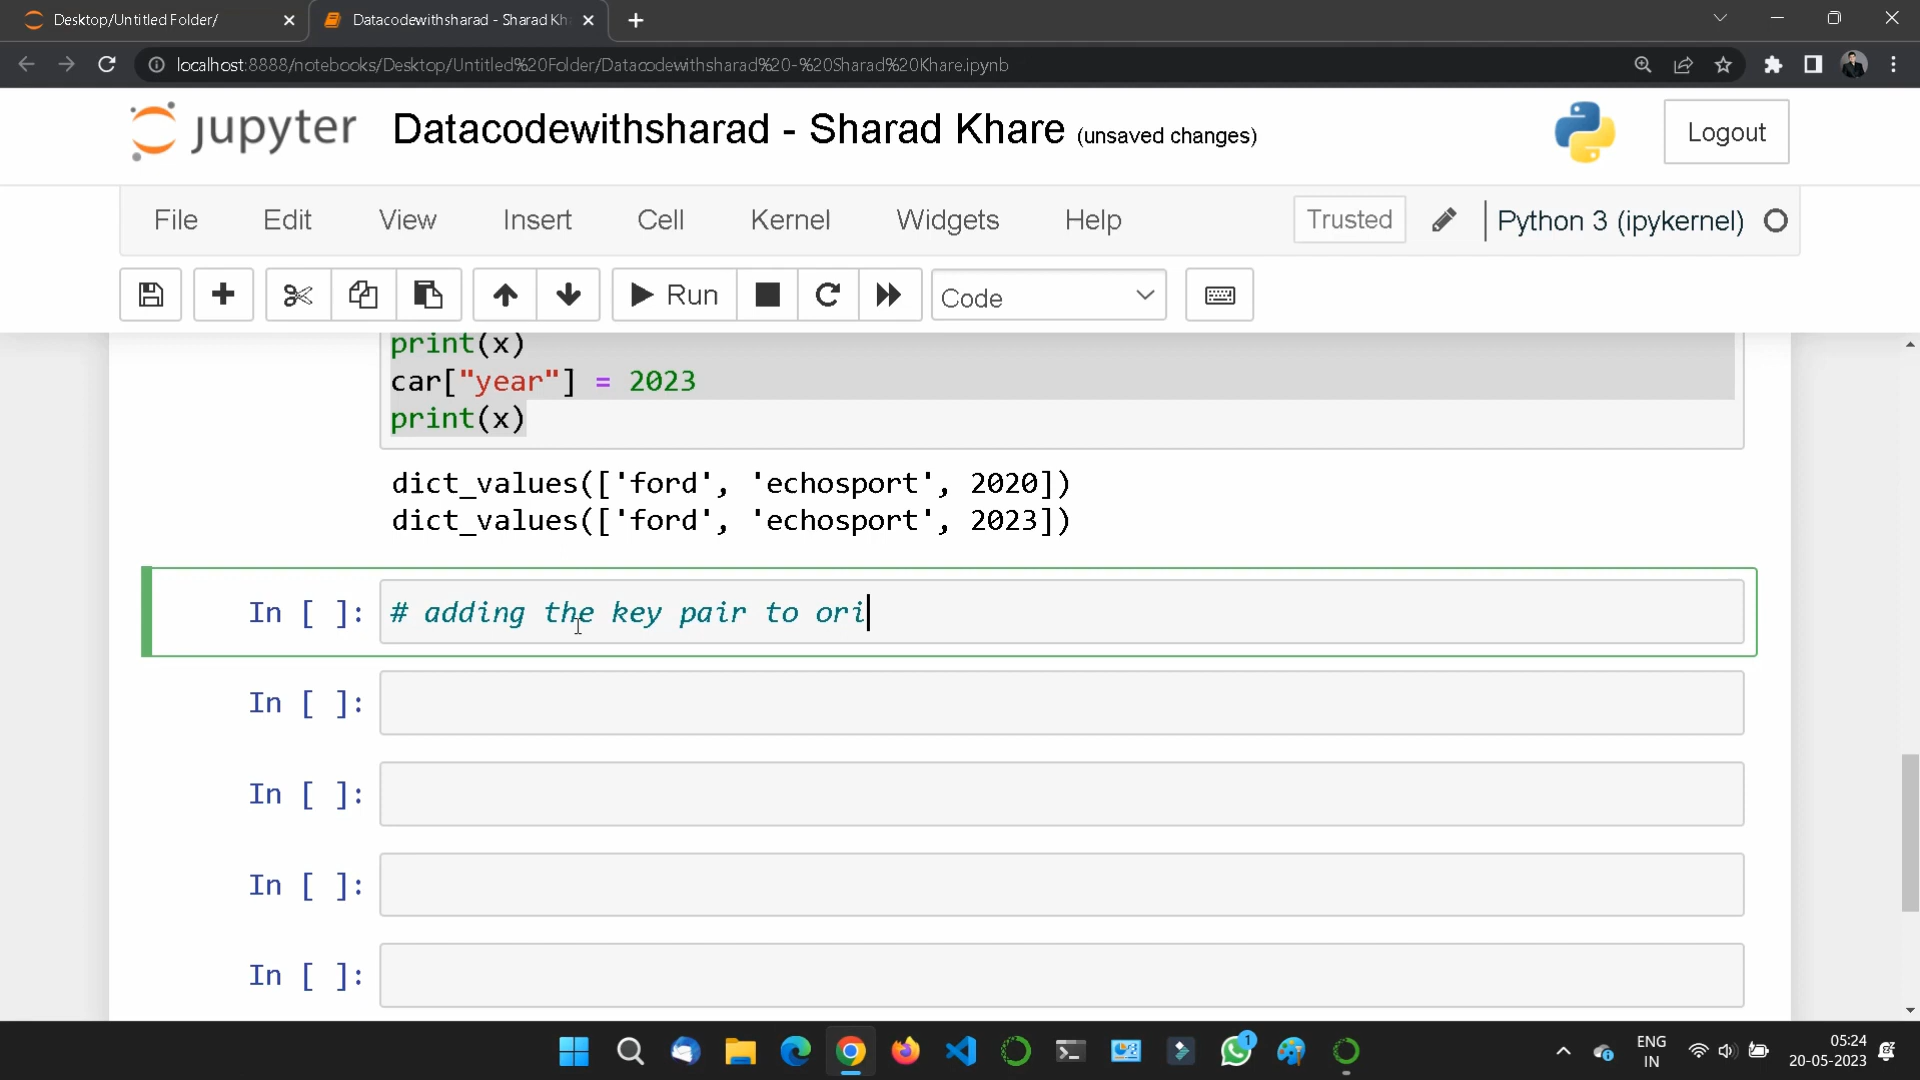 Desktop/Untitled Folder/
Datacodewithsharad - Sharad Kh
localhost:8888/notebooks/Desktop/Untitled%20Folder/Datacodewithsharad%20-%20Sharad%20Khare.ipynb
jupyter Datacodewithsharad - Sharad Khare (unsaved changes)
Logout
File Edit View Insert Cell Kernel Widgets Help Trusted Python 3 (ipykernel)
Run Code
print(x)
car["year"] = 2023
print(x)
dict_values(['ford', 'echosport', 2020])
dict_values(['ford', 'echosport', 2023])
In [ ]: # adding the key pair to ori
In [ ]:
In [ ]:
In [ ]:
In [ ]:
1
ENG
IN
05:24
20-05-2023